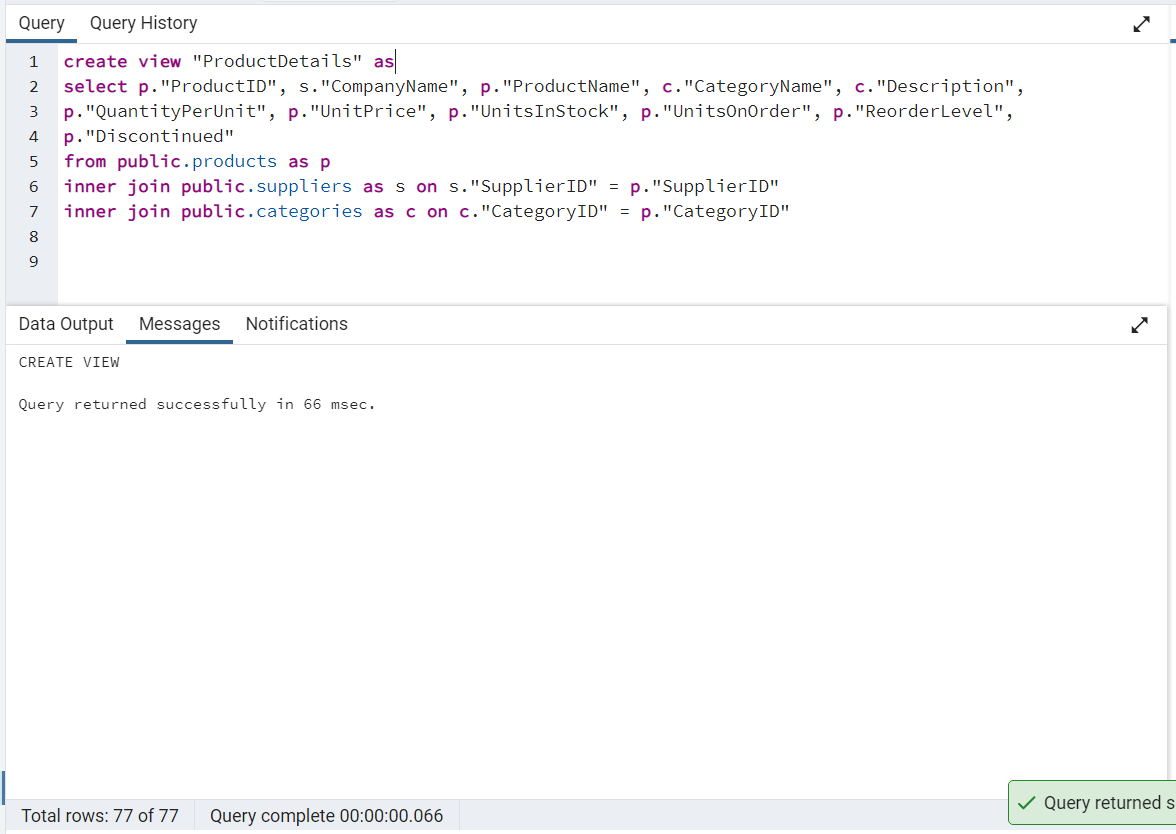 Query Query History
1 create view "ProductDetails" as
2 select p."ProductID", s."CompanyName", p."ProductName", c."CategoryName", c."Description",
3 p."QuantityPerUnit", p."UnitPrice", p."UnitsInStock", p."UnitsOnOrder", p."ReorderLevel",
4 p."Discontinued"
5 from public.products as p
6 inner join public.suppliers as s on s."SupplierID" = p."SupplierID"
7 inner join public.categories as c on c."CategoryID" = p."CategoryID"
8
9
Data Output Messages Notifications
CREATE VIEW
Query returned successfully in 66 msec.
Total rows: 77 of 77 Query complete 00:00:00.066
Query returned s